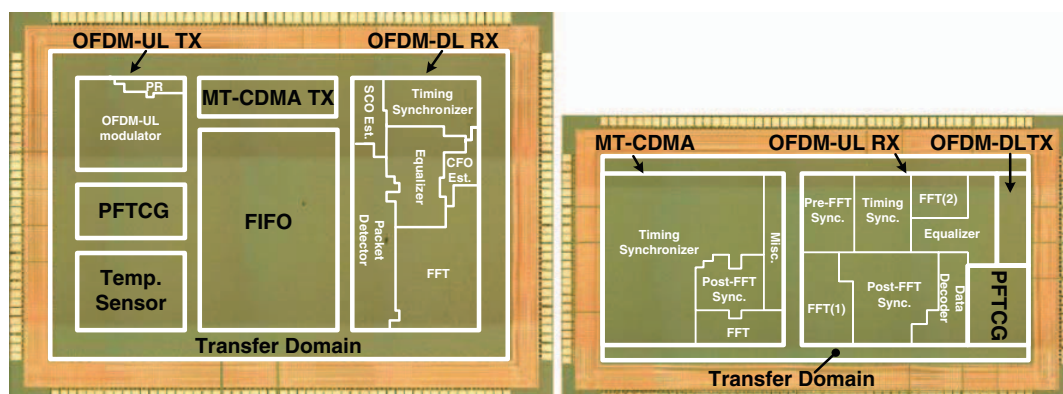 OFDM-UL TX
OFDM-DL RX
PR
OFDM-UL
modulator
MT-CDMA TX
SCO Est.
Timing
Synchronizer
Equalizer
CFO
Est.
PFTCG
FIFO
Packet
Detector
FFT
Temp.
Sensor
Transfer Domain
MT-CDMA
OFDM-UL RX
OFDM-DLTX
Timing
Synchronizer
Misc.
Post-FFT
Sync.
FFT
Pre-FFT
Sync.
Timing
Sync.
FFT(2)
Equalizer
FFT(1)
Post-FFT
Sync.
Data
Decoder
PFTCG
Transfer Domain